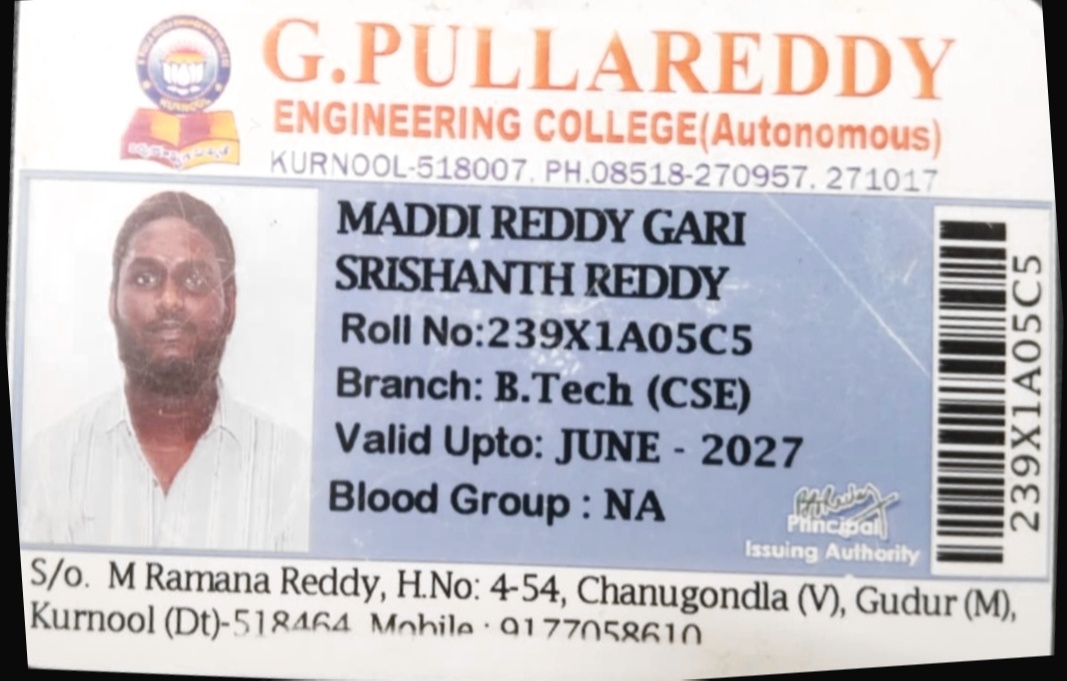 G.PULLAREDDY
ENGINEERING COLLEGE(Autonomous)
KURNOOL-518007. PH.08518-270957, 271017
KURNOOL
MADDI REDDY GARI
SRISHANTH REDDY
Roll No:239X1A05C5
Branch: B.Tech (CSE)
Valid Upto: JUNE - 2027
Blood Group : NA
Principal
Issuing Authority
239X1A05C5
S/o. M Ramana Reddy, H.No: 4-54, Chanugondla (V), Gudur (M),
Kurnool (Dt)-518464 Mobile : 9177058610